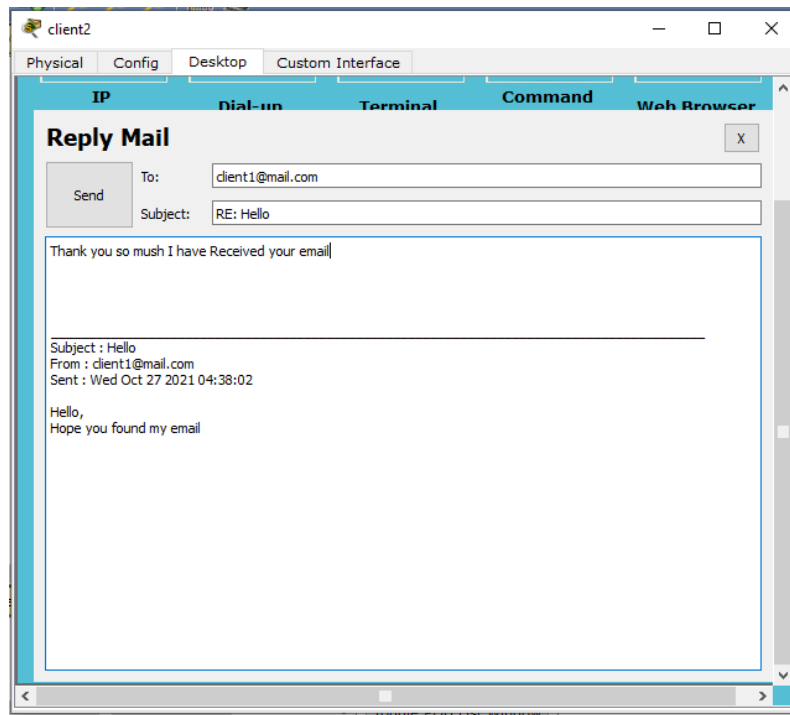 client2
Physical Config Desktop Custom Interface
IP Dial-up Terminal Command Web Browser
Reply Mail
X
Send
To: client1@mail.com
Subject: RE: Hello
Thank you so mush I have Received your email
Subject : Hello
From : client1@mail.com
Sent : Wed Oct 27 2021 04:38:02
Hello,
Hope you found my email